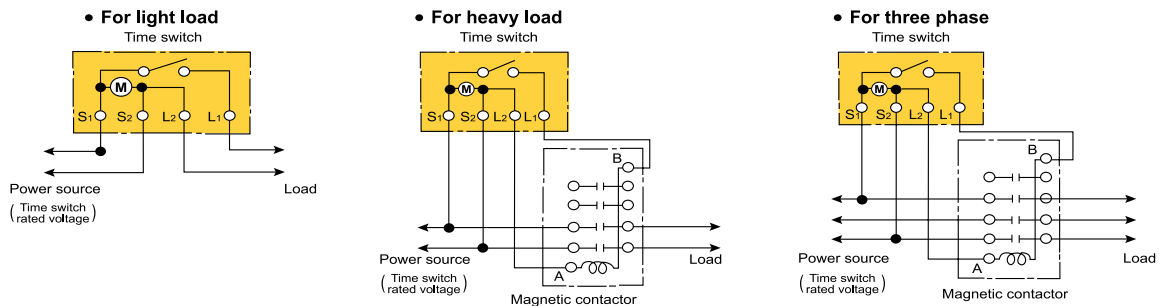 • For light load
Time switch
M
S1 S2 L2 L1
Power source
( Time switch
rated voltage )
Load
• For heavy load
Time switch
M
S1 S2 L2 L1
B
A
Power source
( Time switch
rated voltage )
Load
Magnetic contactor
• For three phase
Time switch
M
S1 S2 L2 L1
B
A
Power source
( Time switch
rated voltage )
Load
Magnetic contactor